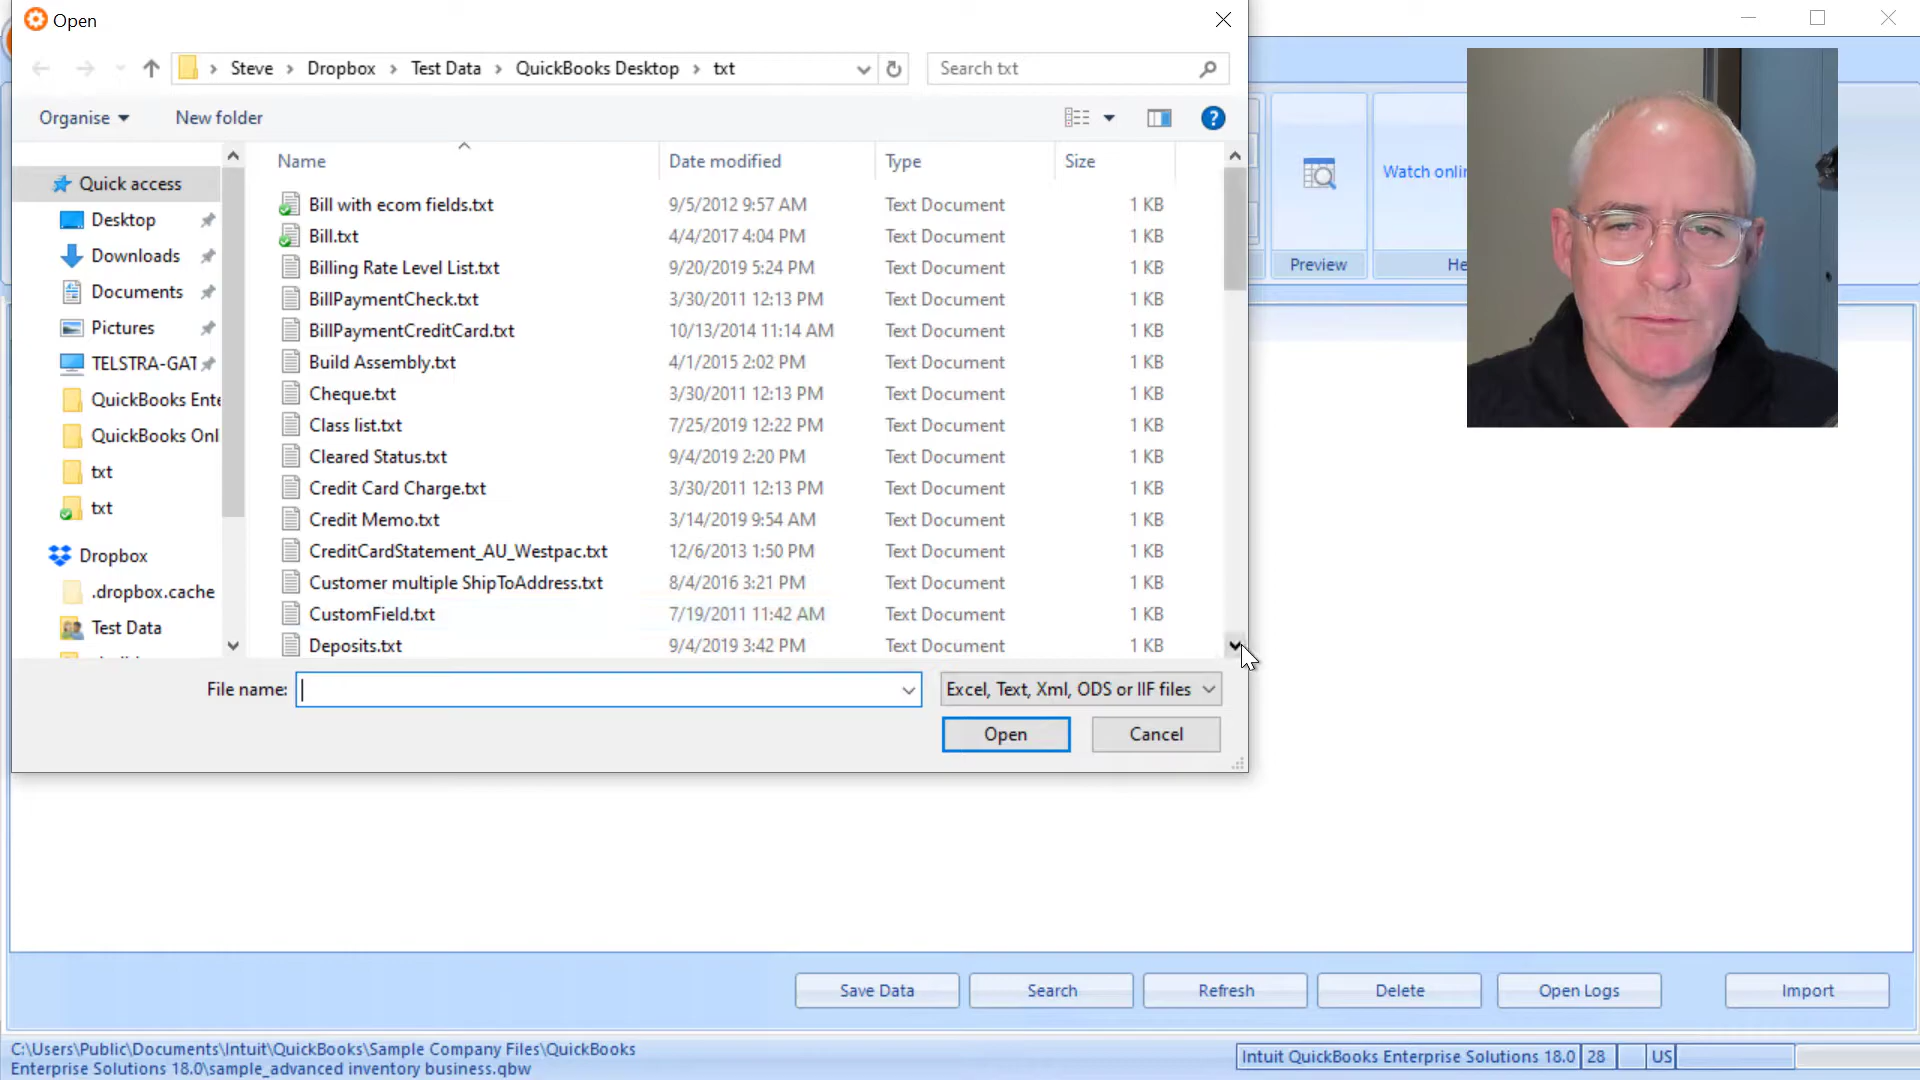 Open
Steve > Dropbox > Test Data > QuickBooks Desktop > txt
Search txt
Organise
New folder
Name
Date modified
Type
Size
Quick access
Desktop
Downloads
Documents
Pictures
TELSTRA-GAT
QuickBooks Ente
QuickBooks Onl
txt
txt
Dropbox
.dropbox.cache
Test Data
Bill with ecom fields.txt 9/5/2012 9:57 AM Text Document 1 KB
Bill.txt 4/4/2017 4:04 PM Text Document 1 KB
Billing Rate Level List.txt 9/20/2019 5:24 PM Text Document 1 KB
BillPaymentCheck.txt 3/30/2011 12:13 PM Text Document 1 KB
BillPaymentCreditCard.txt 10/13/2014 11:14 AM Text Document 1 KB
Build Assembly.txt 4/1/2015 2:02 PM Text Document 1 KB
Cheque.txt 3/30/2011 12:13 PM Text Document 1 KB
Class list.txt 7/25/2019 12:22 PM Text Document 1 KB
Cleared Status.txt 9/4/2019 2:20 PM Text Document 1 KB
Credit Card Charge.txt 3/30/2011 12:13 PM Text Document 1 KB
Credit Memo.txt 3/14/2019 9:54 AM Text Document 1 KB
CreditCardStatement_AU_Westpac.txt 12/6/2013 1:50 PM Text Document 1 KB
Customer multiple ShipToAddress.txt 8/4/2016 3:21 PM Text Document 1 KB
CustomField.txt 7/19/2011 11:42 AM Text Document 1 KB
Deposits.txt 9/4/2019 3:42 PM Text Document 1 KB
File name:
Excel, Text, Xml, ODS or IIF files
Open
Cancel
Watch onlin
Preview
He
Save Data
Search
Refresh
Delete
Open Logs
Import
C:\Users\Public\Documents\Intuit\QuickBooks\Sample Company Files\QuickBooks
Enterprise Solutions 18.0\sample_advanced inventory business.qbw
Intuit QuickBooks Enterprise Solutions 18.0
28
US